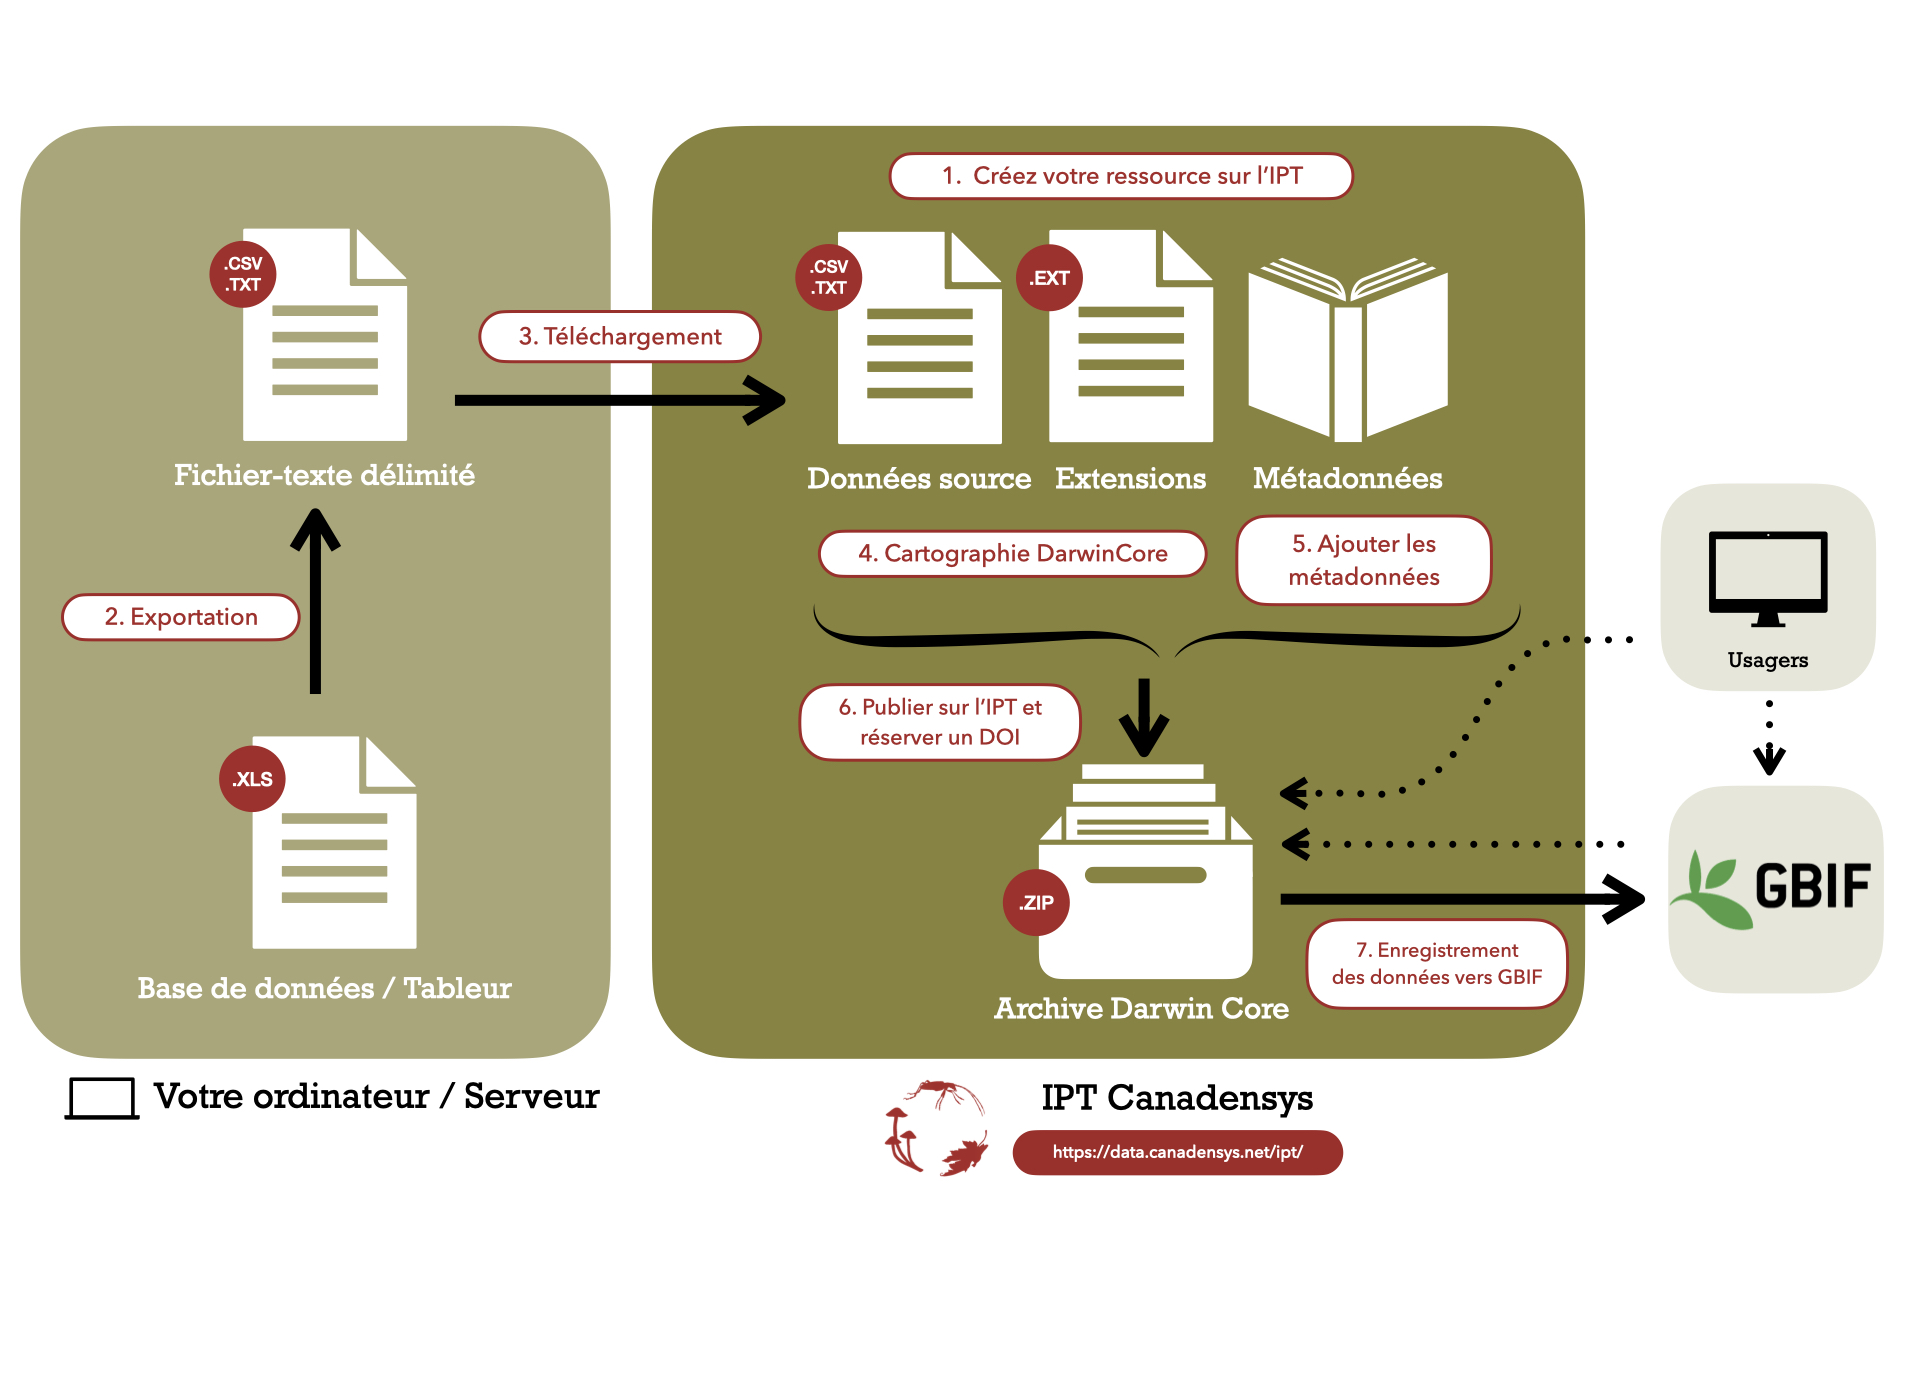 1. Créez votre ressource sur l'IPT
.CSV
.TXT
Fichier-texte délimité
3. Téléchargement
.CSV
.TXT
Données source
.EXT
Extensions
Métadonnées
2. Exportation
4. Cartographie DarwinCore
5. Ajouter les
métadonnées
.XLS
Base de données / Tableur
6. Publier sur l'IPT et
réserver un DOI
.ZIP
Archive Darwin Core
7. Enregistrement
des données vers GBIF
Usagers
GBIF
Votre ordinateur / Serveur
IPT Canadensys
https://data.canadensys.net/ipt/